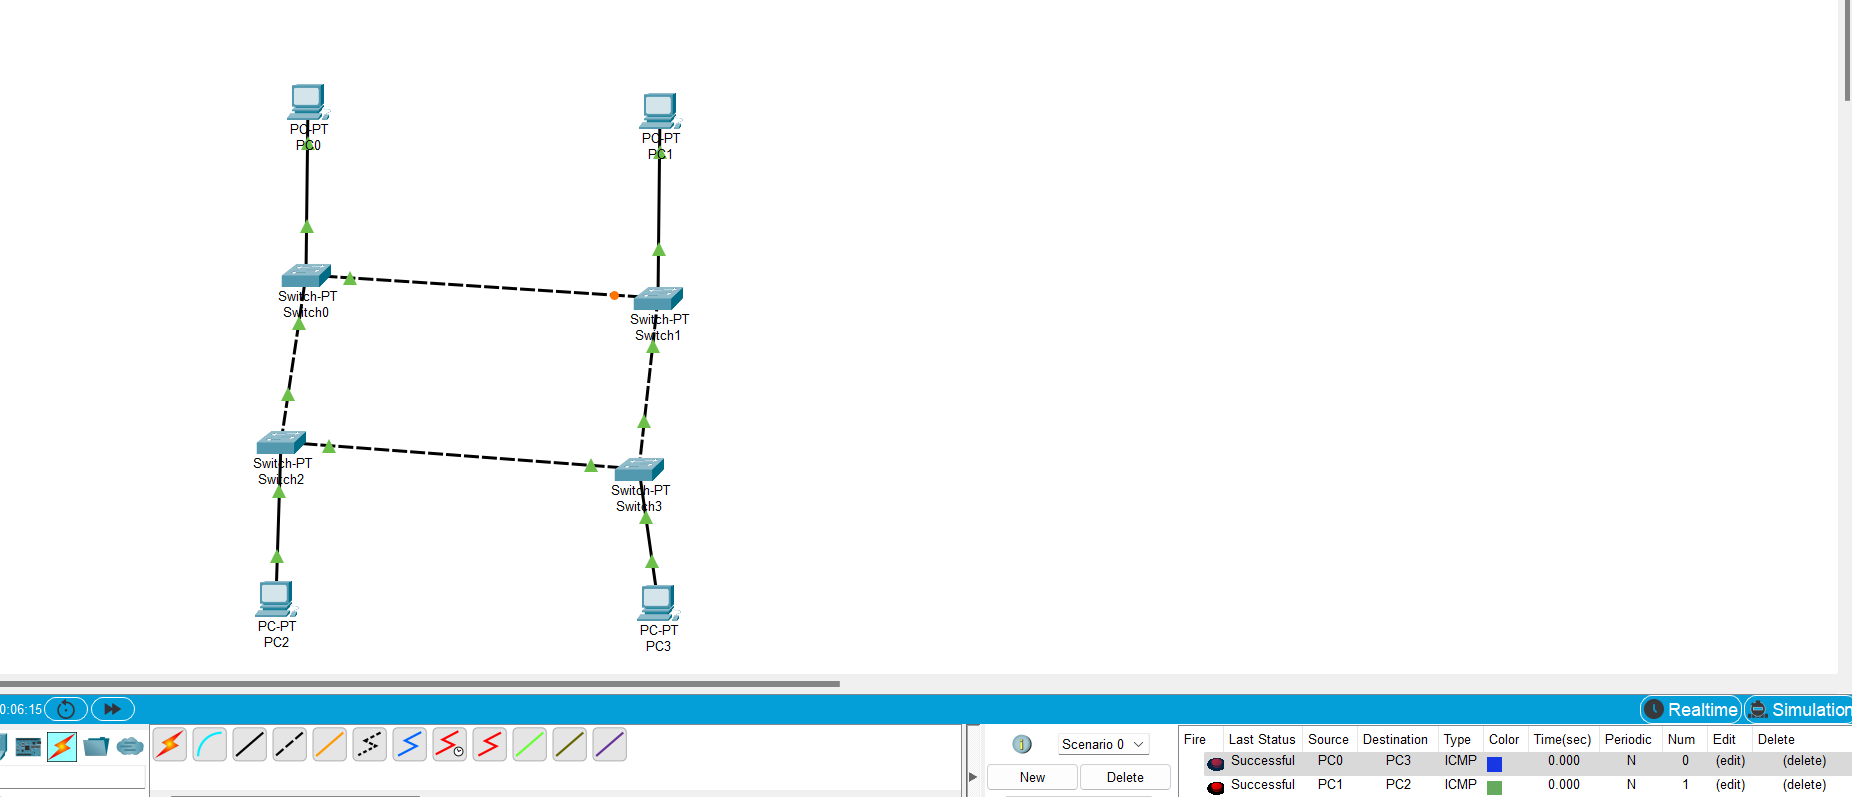 PC-PT
PC0
PC-PT
PC1
Switch-PT
Switch0
Switch-PT
Switch1
Switch-PT
Switch2
Switch-PT
Switch3
PC-PT
PC2
PC-PT
PC3
0:06:15
Realtime
Simulation
Scenario 0
New
Delete
Fire Last Status Source Destination Type Color Time(sec) Periodic Num Edit Delete
Successful PC0 PC3 ICMP 0.000 N 0 (edit) (delete)
Successful PC1 PC2 ICMP 0.000 N 1 (edit) (delete)